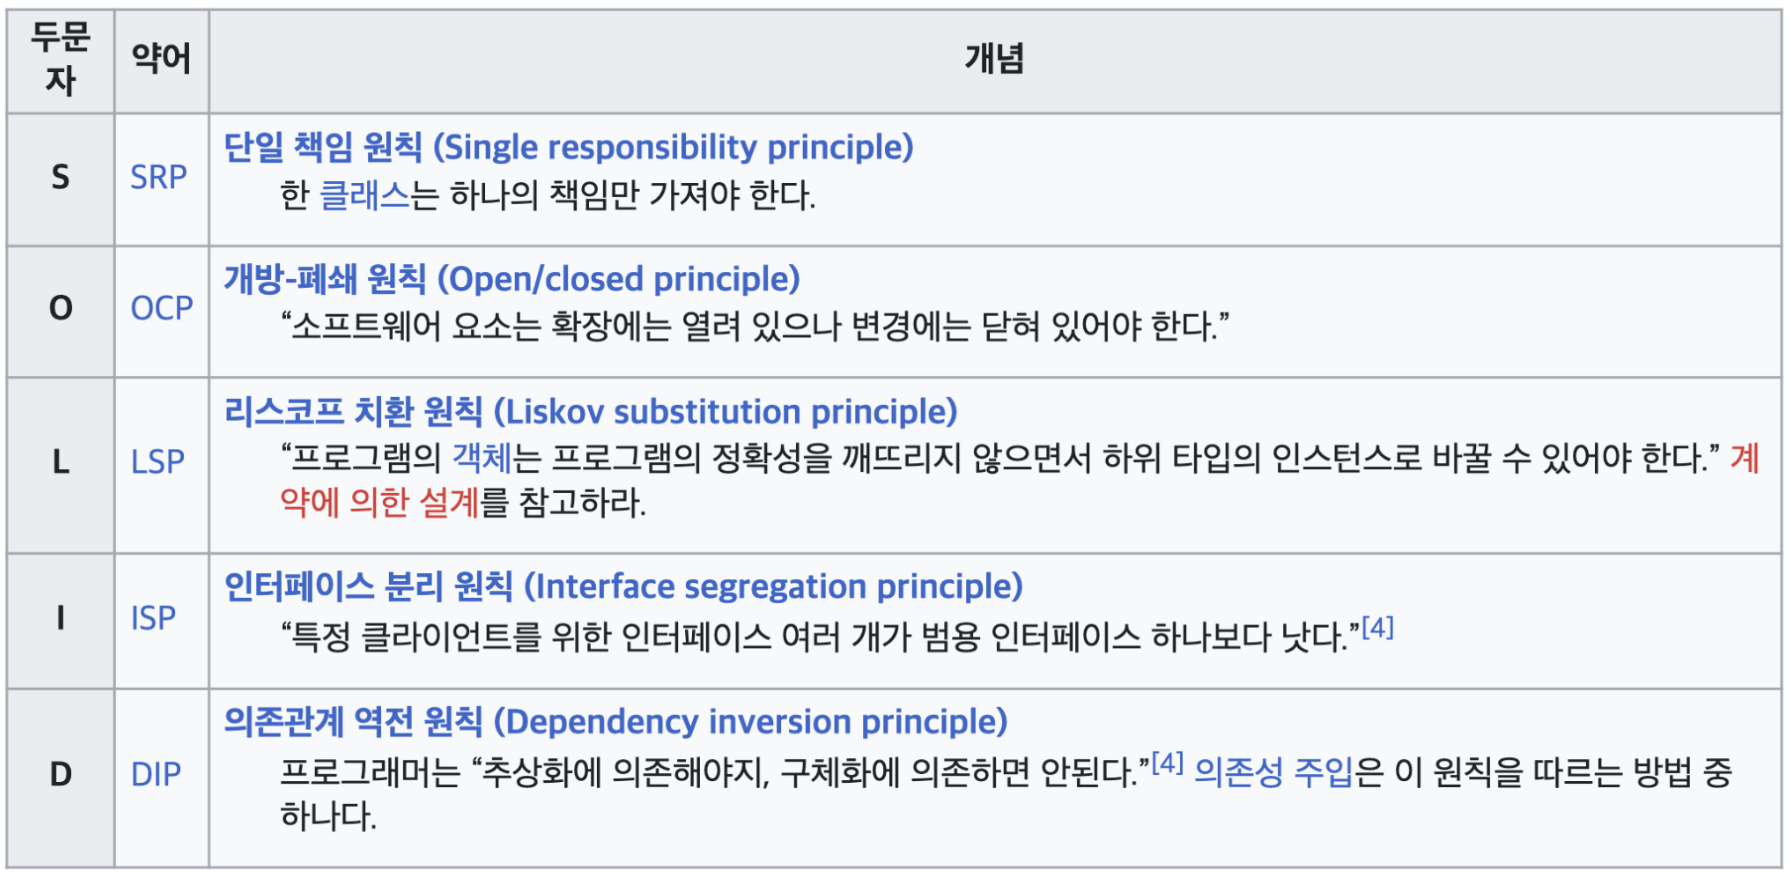 두문
자
약어
개념
S
SRP
단일 책임 원칙 (Single responsibility principle)
한 클래스는 하나의 책임만 가져야 한다.
O
OCP
개방-폐쇄 원칙 (Open/closed principle)
“소프트웨어 요소는 확장에는 열려 있으나 변경에는 닫혀 있어야 한다.”
L
LSP
리스코프 치환 원칙 (Liskov substitution principle)
“프로그램의 객체는 프로그램의 정확성을 깨뜨리지 않으면서 하위 타입의 인스턴스로 바꿀 수 있어야 한다.” 계
약에 의한 설계를 참고하라.
I
ISP
인터페이스 분리 원칙 (Interface segregation principle)
“특정 클라이언트를 위한 인터페이스 여러 개가 범용 인터페이스 하나보다 낫다.”[4]
D
DIP
의존관계 역전 원칙 (Dependency inversion principle)
프로그래머는 “추상화에 의존해야지, 구체화에 의존하면 안된다.”[4] 의존성 주입은 이 원칙을 따르는 방법 중
하나다.